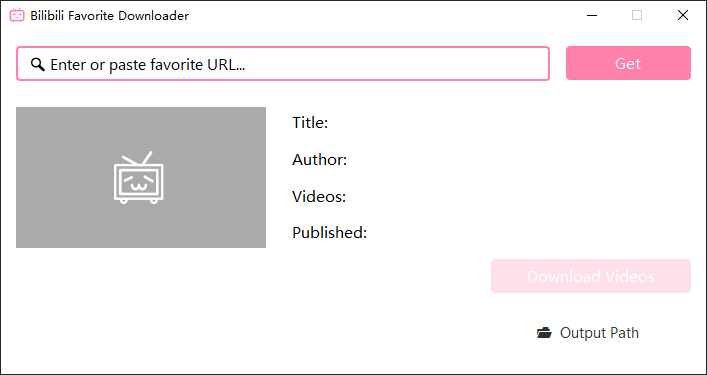 Bilibili Favorite Downloader
Enter or paste favorite URL...
Get
Title:
Author:
Videos:
Published:
Download Videos
Output Path